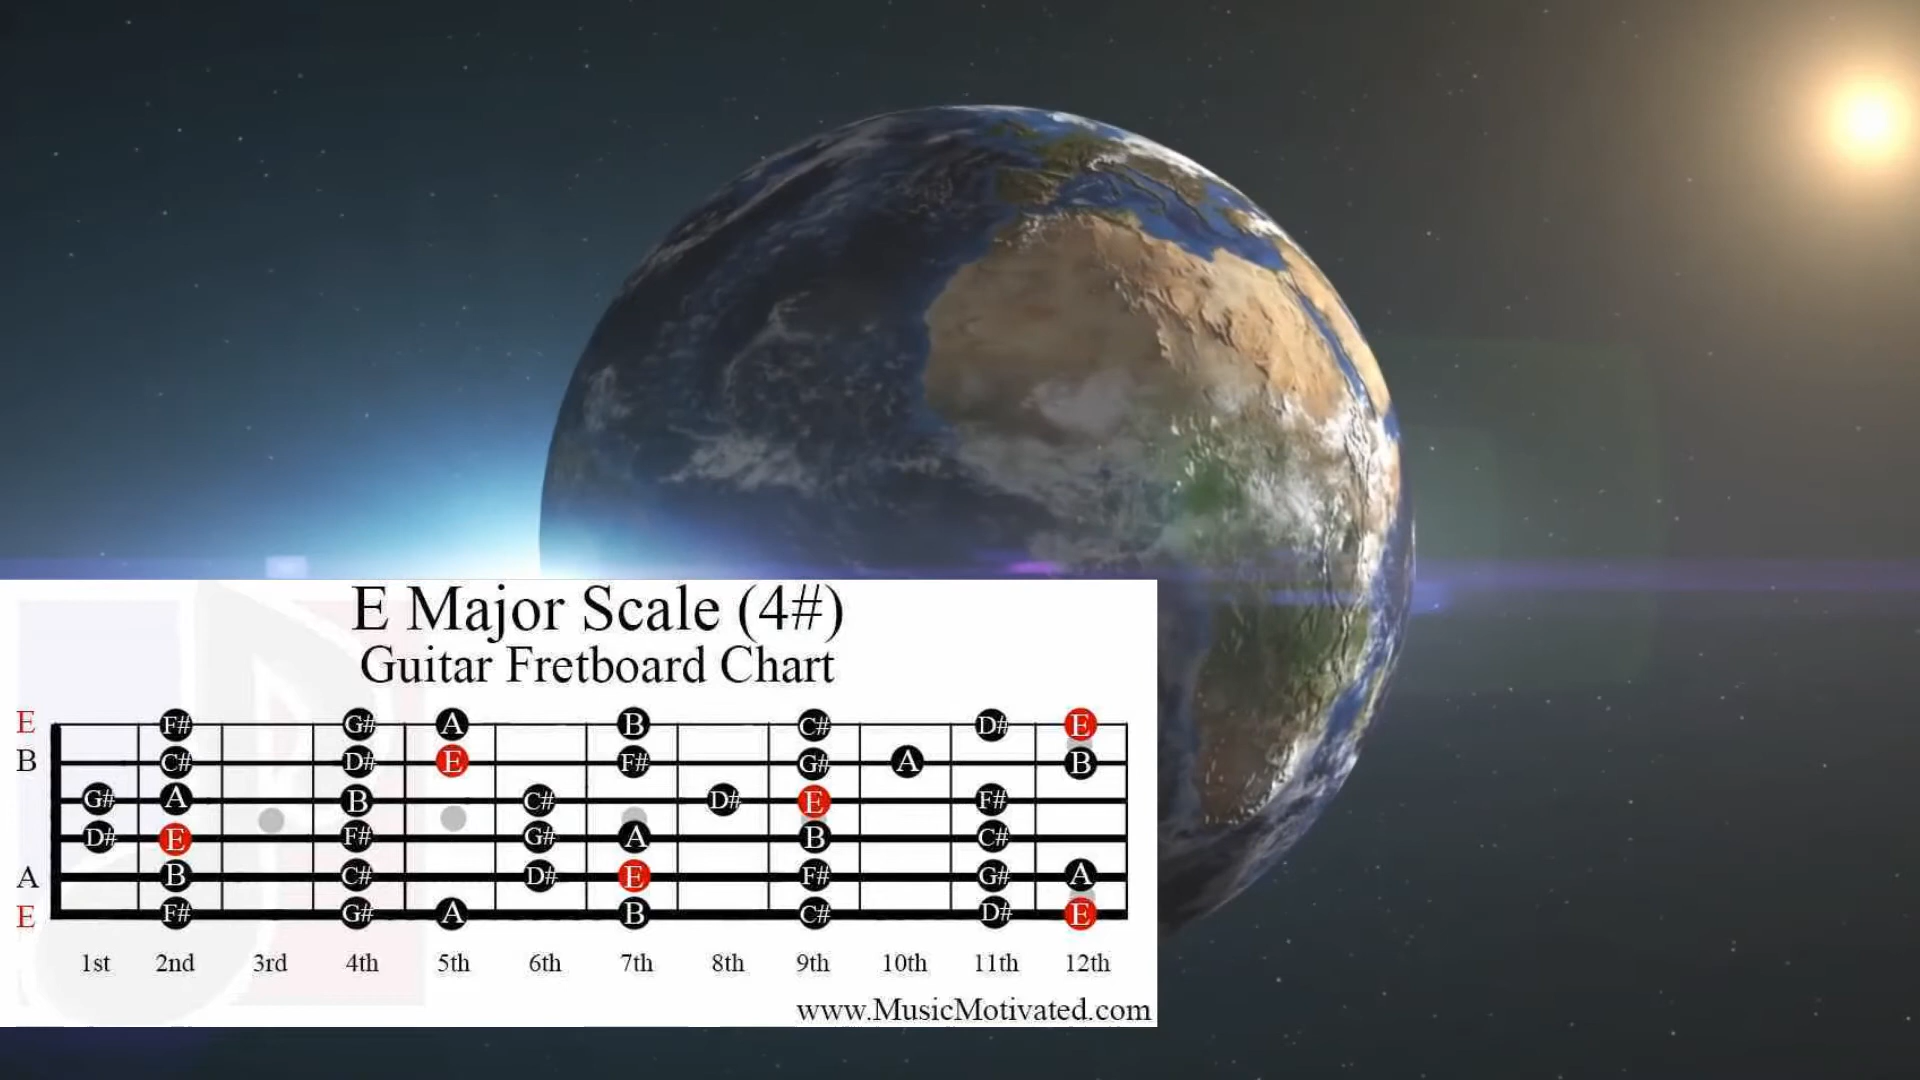 E Major Scale (4#)
Guitar Fretboard Chart
E F# G# A B C# D# E
B C# D# E F# G# A B
G# A B C# D# E F#
D# E F# G# A B C#
A B C# D# E F# G# A
E F# G# A B C# D# E
1st 2nd 3rd 4th 5th 6th 7th 8th 9th 10th 11th 12th
www.MusicMotivated.com